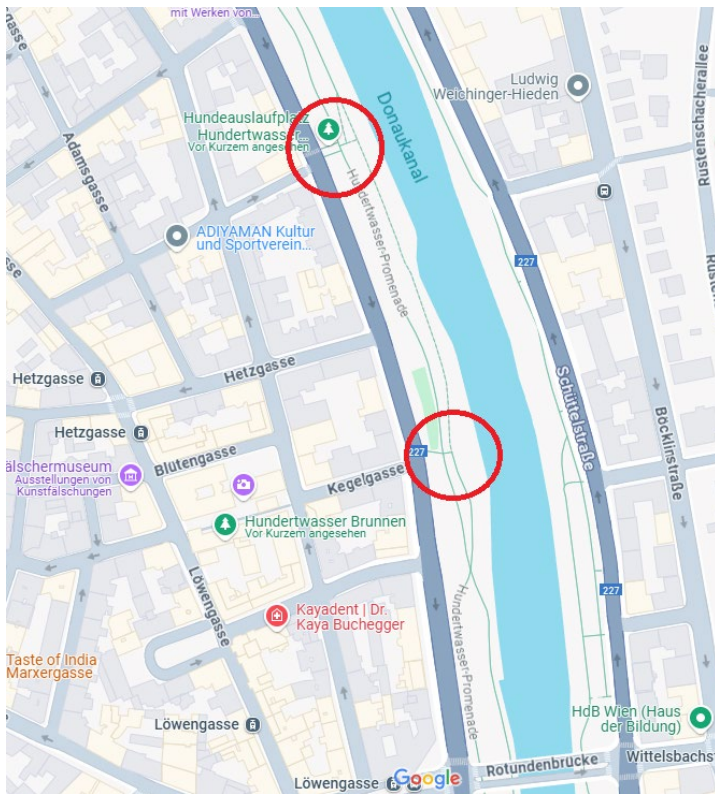 mit Werken von...
Adamsgasse
Hundeauslaufplatz
Hundertwasser...
Vor Kurzem angesehen
Donaukanal
Ludwig
Weichinger-Hieden
Rustenschacherallee
ADIYAMAN Kultur
und Sportverein...
Hundertwasser-Promenade
227
Hetzgasse
Hetzgasse
Schüttelstraße
Böcklinstraße
Hetzgasse
Blütengasse
227
Kegelgasse
älschermuseum
Ausstellungen von
Kunstfälschungen
Hundertwasser Brunnen
Vor Kurzem angesehen
Löwengasse
227
Kayadent | Dr.
Kaya Buchegger
Hundertwasser-Promenade
Taste of India
Marxergasse
Löwengasse
HdB Wien (Haus
der Bildung)
Wittelsbachs
Rotundenbrücke
Löwengasse
Google